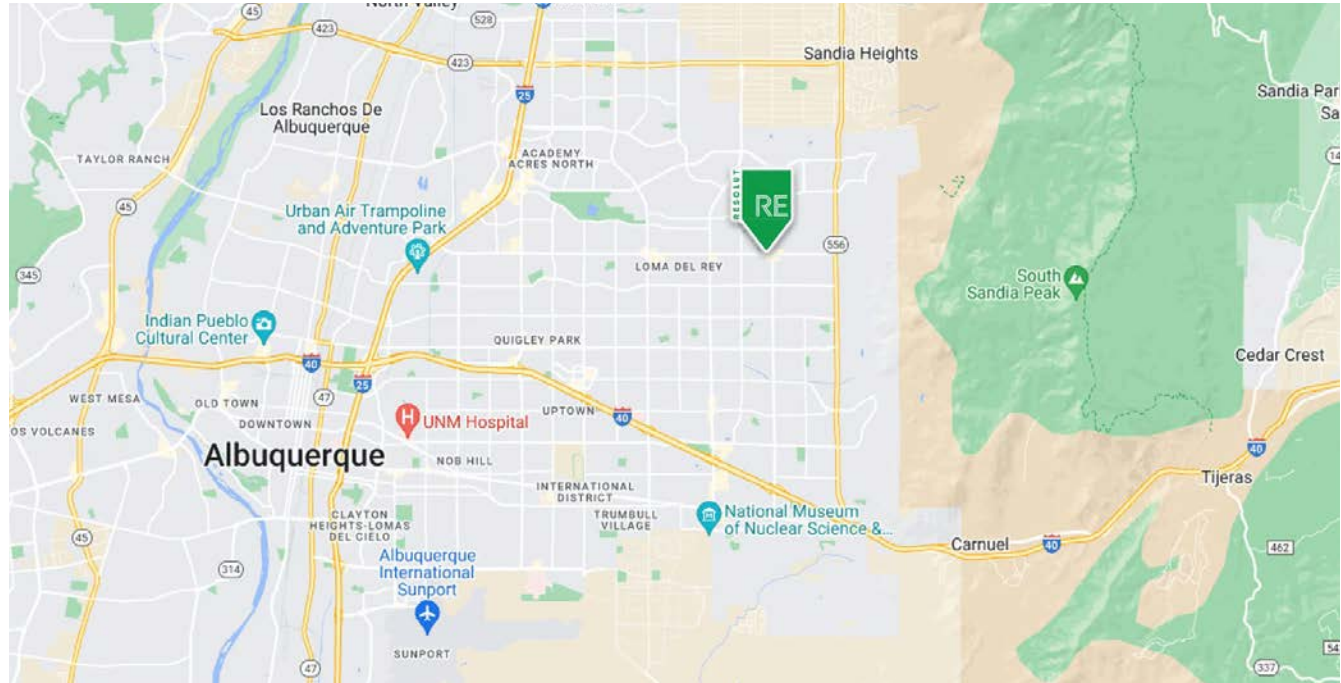 North Valley
528
45
423
423
Sandia Heights
25
Los Ranchos De
Albuquerque
Sandia Par
Sa
TAYLOR RANCH
ACADEMY
ACRES NORTH
14
45
RESOLUT
RE
Urban Air Trampoline
and Adventure Park
556
345
LOMA DEL REY
South
Sandia Peak
Indian Pueblo
Cultural Center
QUIGLEY PARK
40
Cedar Crest
25
47
WEST MESA
OLD TOWN
DOWNTOWN
UNM Hospital
UPTOWN
40
OS VOLCANES
Albuquerque
NOB HILL
40
Tijeras
INTERNATIONAL
DISTRICT
CLAYTON
HEIGHTS-LOMAS
DEL CIELO
TRUMBULL
VILLAGE
National Museum
of Nuclear Science &...
45
Carnuel
40
462
314
Albuquerque
International
Sunport
SUNPORT
47
54
337